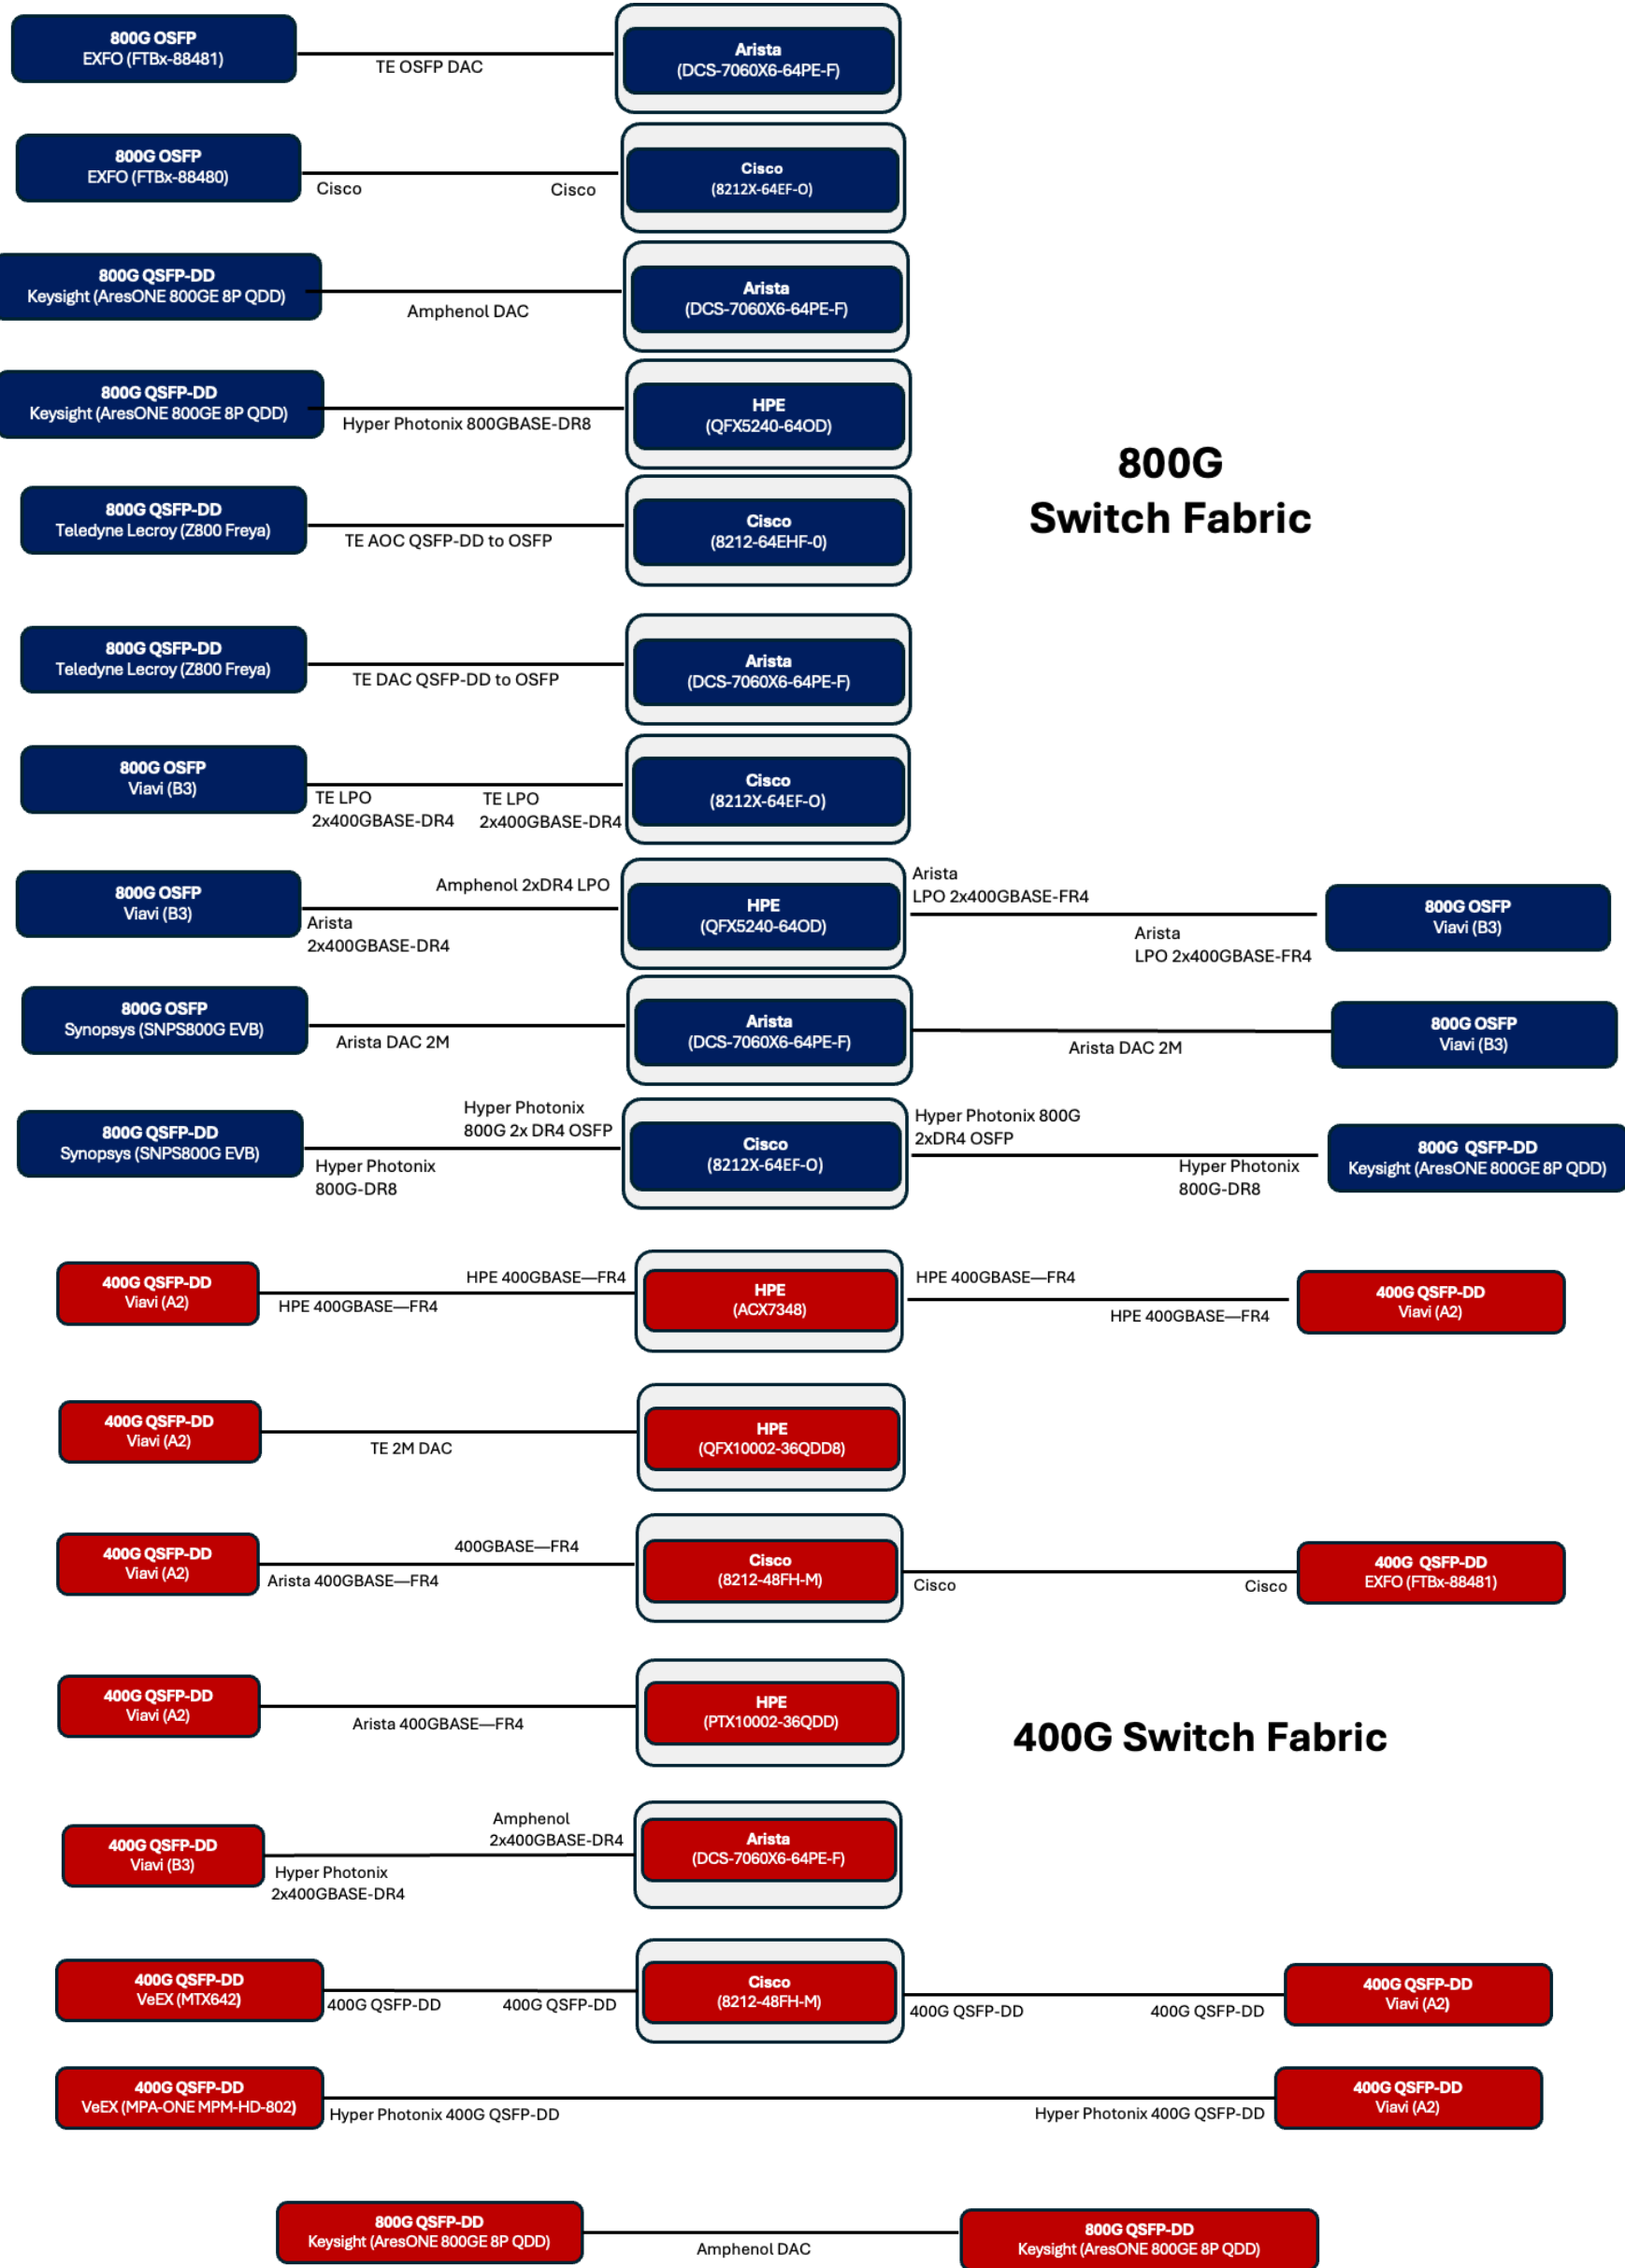 800G OSFP
EXFO (FTBx-88481)
TE OSFP DAC
Arista
(DCS-7060X6-64PE-F)
800G OSFP
EXFO (FTBx-88480)
Cisco
Cisco
Cisco
(8212X-64EF-O)
800G QSFP-DD
Keysight (AresONE 800GE 8P QDD)
Amphenol DAC
Arista
(DCS-7060X6-64PE-F)
800G QSFP-DD
Keysight (AresONE 800GE 8P QDD)
Hyper Photonix 800GBASE-DR8
HPE
(QFX5240-64OD)
800G
Switch Fabric
800G QSFP-DD
Teledyne Lecroy (Z800 Freya)
TE AOC QSFP-DD to OSFP
Cisco
(8212-64EHF-0)
800G QSFP-DD
Teledyne Lecroy (Z800 Freya)
TE DAC QSFP-DD to OSFP
Arista
(DCS-7060X6-64PE-F)
800G OSFP
Viavi (B3)
TE LPO
2x400GBASE-DR4
TE LPO
2x400GBASE-DR4
Cisco
(8212X-64EF-O)
800G OSFP
Viavi (B3)
Amphenol 2xDR4 LPO
Arista
2x400GBASE-DR4
HPE
(QFX5240-64OD)
Arista
LPO 2x400GBASE-FR4
Arista
LPO 2x400GBASE-FR4
800G OSFP
Viavi (B3)
800G OSFP
Synopsys (SNPS800G EVB)
Arista DAC 2M
Arista
(DCS-7060X6-64PE-F)
Arista DAC 2M
800G OSFP
Viavi (B3)
800G QSFP-DD
Synopsys (SNPS800G EVB)
Hyper Photonix
800G 2x DR4 OSFP
Hyper Photonix
800G-DR8
Cisco
(8212X-64EF-O)
Hyper Photonix 800G
2xDR4 OSFP
Hyper Photonix
800G-DR8
800G  QSFP-DD
Keysight (AresONE 800GE 8P QDD)
400G QSFP-DD
Viavi (A2)
HPE 400GBASE—FR4
HPE 400GBASE—FR4
HPE
(ACX7348)
HPE 400GBASE—FR4
HPE 400GBASE—FR4
400G QSFP-DD
Viavi (A2)
400G QSFP-DD
Viavi (A2)
TE 2M DAC
HPE
(QFX10002-36QDD8)
400G QSFP-DD
Viavi (A2)
400GBASE—FR4
Arista 400GBASE—FR4
Cisco
(8212-48FH-M)
Cisco
Cisco
400G  QSFP-DD
EXFO (FTBx-88481)
400G QSFP-DD
Viavi (A2)
Arista 400GBASE—FR4
HPE
(PTX10002-36QDD)
400G Switch Fabric
400G QSFP-DD
Viavi (B3)
Amphenol
2x400GBASE-DR4
Hyper Photonix
2x400GBASE-DR4
Arista
(DCS-7060X6-64PE-F)
400G QSFP-DD
VeEX (MTX642)
400G QSFP-DD
400G QSFP-DD
Cisco
(8212-48FH-M)
400G QSFP-DD
400G QSFP-DD
400G QSFP-DD
Viavi (A2)
400G QSFP-DD
VeEX (MPA-ONE MPM-HD-802)
Hyper Photonix 400G QSFP-DD
Hyper Photonix 400G QSFP-DD
400G QSFP-DD
Viavi (A2)
800G QSFP-DD
Keysight (AresONE 800GE 8P QDD)
Amphenol DAC
800G QSFP-DD
Keysight (AresONE 800GE 8P QDD)